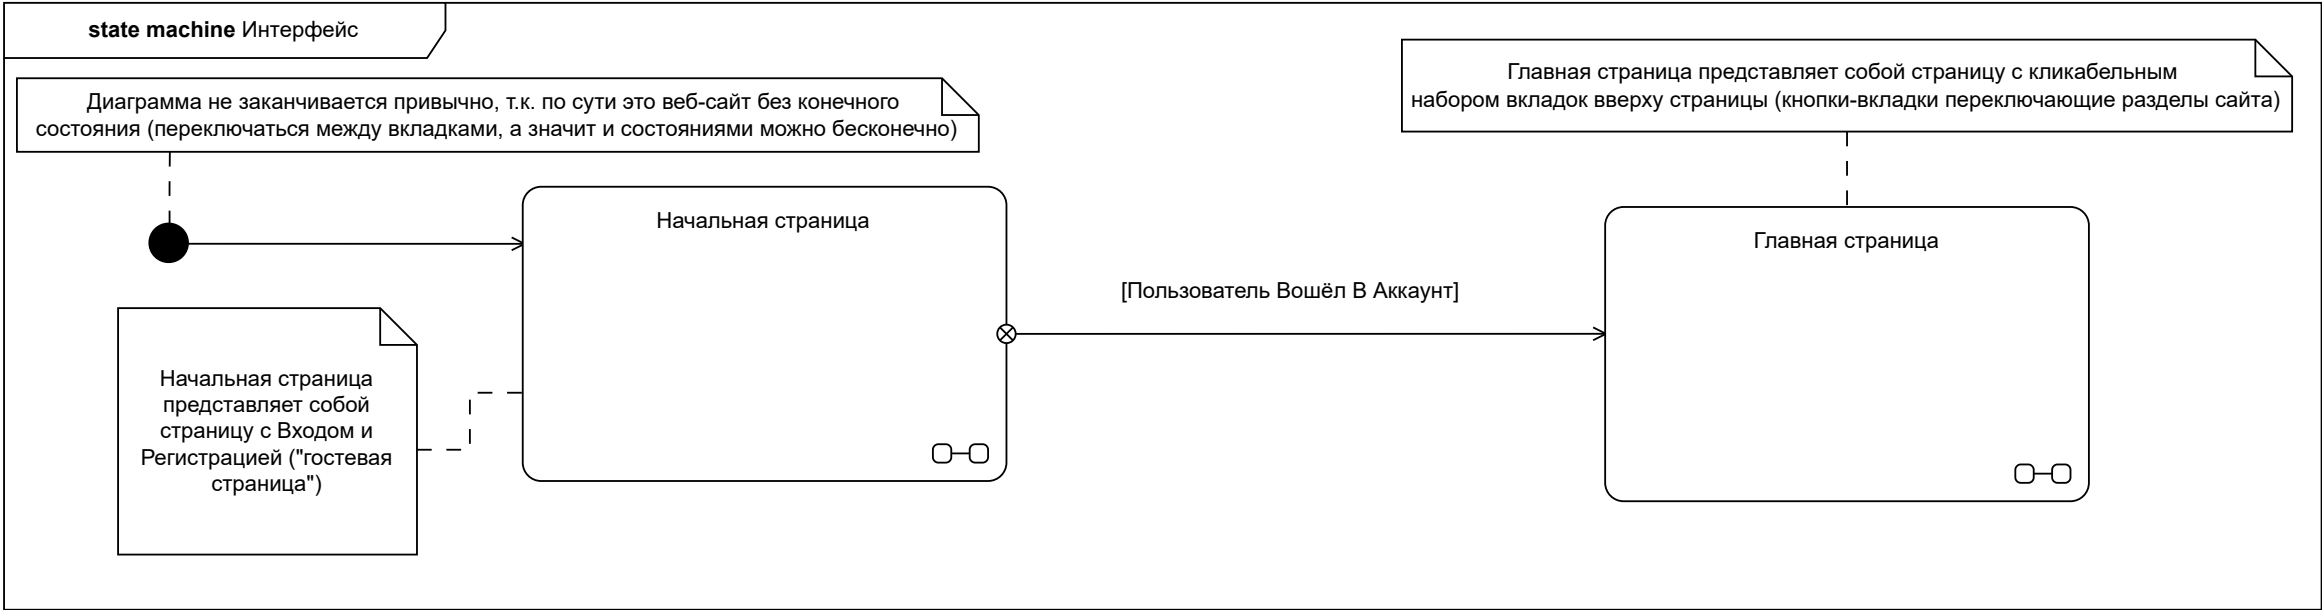 state machine Интерфейс
Диаграмма не заканчивается привычно, т.к. по сути это веб-сайт без конечного
состояния (переключаться между вкладками, а значит и состояниями можно бесконечно)
Главная страница представляет собой страницу с кликабельным
набором вкладок вверху страницы (кнопки-вкладки переключающие разделы сайта)
Начальная страница
Главная страница
[Пользователь Вошёл В Аккаунт]
Начальная страница
представляет собой
страницу с Входом и
Регистрацией ("гостевая
страница")